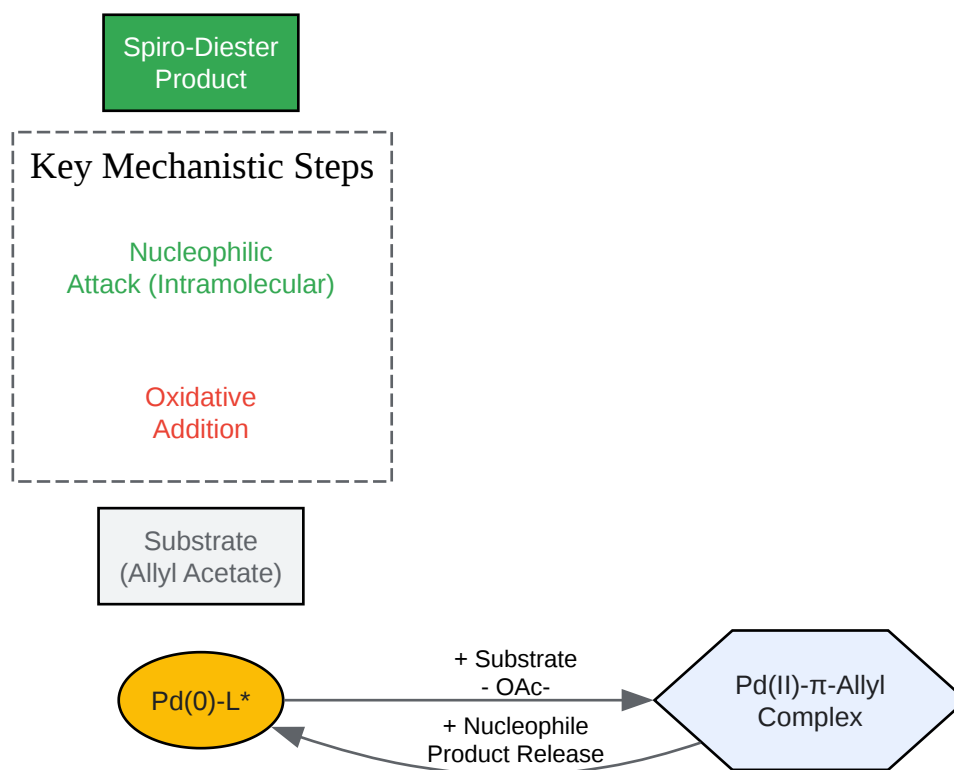 Spiro-Diester
Product
Key Mechanistic Steps
Nucleophilic
Attack (Intramolecular)
Oxidative
Addition
Substrate
(Allyl Acetate)
Pd(0)-L*
+ Substrate
- OAc-
Pd(II)-π-Allyl
Complex
+ Nucleophile
Product Release